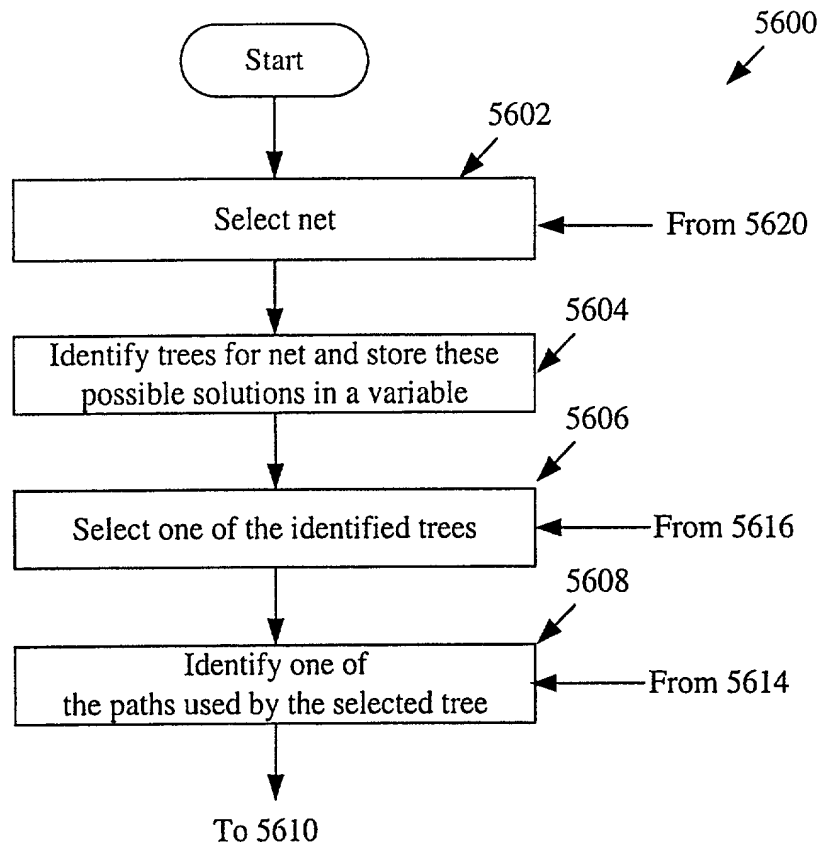 5600
Start
5602
Select net
From 5620
5604
Identify trees for net and store these
possible solutions in a variable
5606
Select one of the identified trees
From 5616
5608
Identify one of
the paths used by the selected tree
From 5614
To 5610